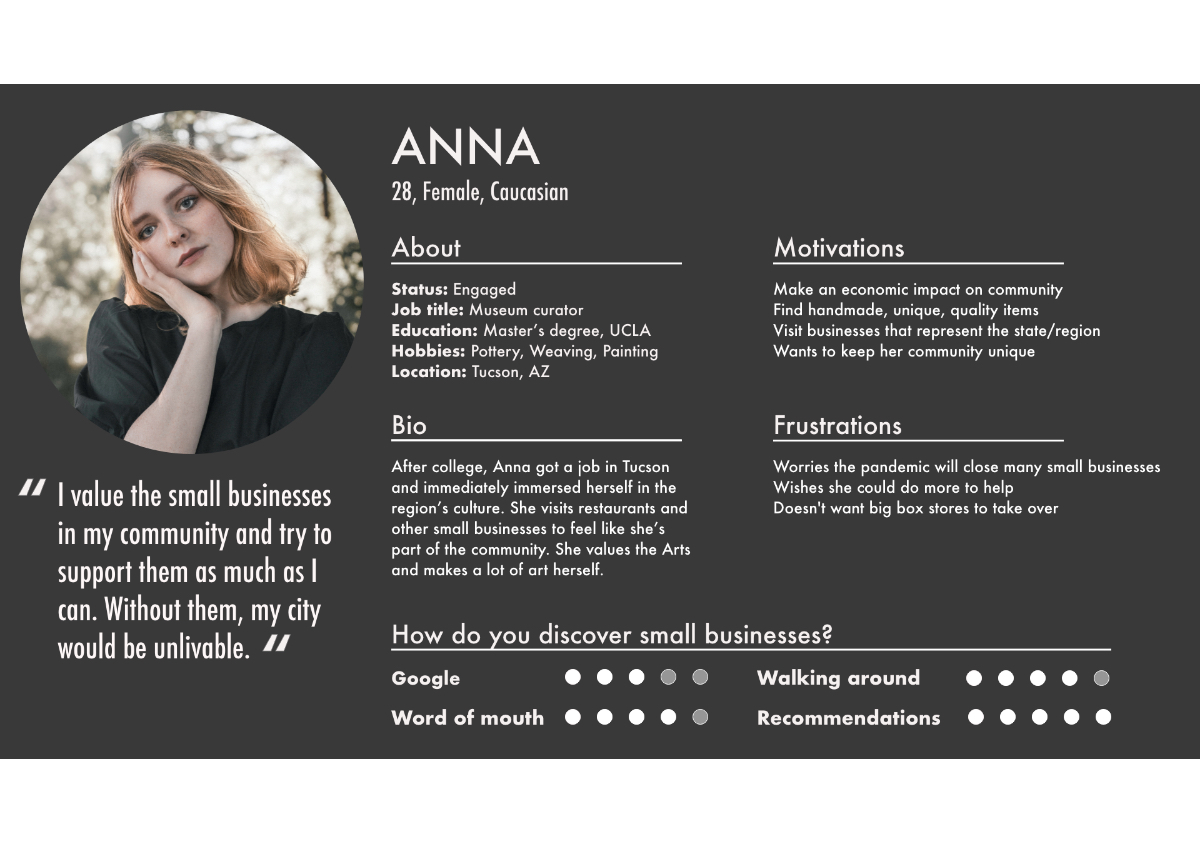 ANNA
28, Female, Caucasian
About
Status: Engaged
Job title: Museum curator
Education: Master’s degree, UCLA
Hobbies: Pottery, Weaving, Painting
Location: Tucson, AZ
Motivations
Make an economic impact on community
Find handmade, unique, quality items
Visit businesses that represent the state/region
Wants to keep her community unique
Bio
After college, Anna got a job in Tucson
and immediately immersed herself in the
region’s culture. She visits restaurants and
other small businesses to feel like she’s
part of the community. She values the Arts
and makes a lot of art herself.
Frustrations
Worries the pandemic will close many small businesses
Wishes she could do more to help
Doesn't want big box stores to take over
“ I value the small businesses
in my community and try to
support them as much as I
can. Without them, my city
would be unlivable. “
How do you discover small businesses?
Google
Walking around
Word of mouth
Recommendations